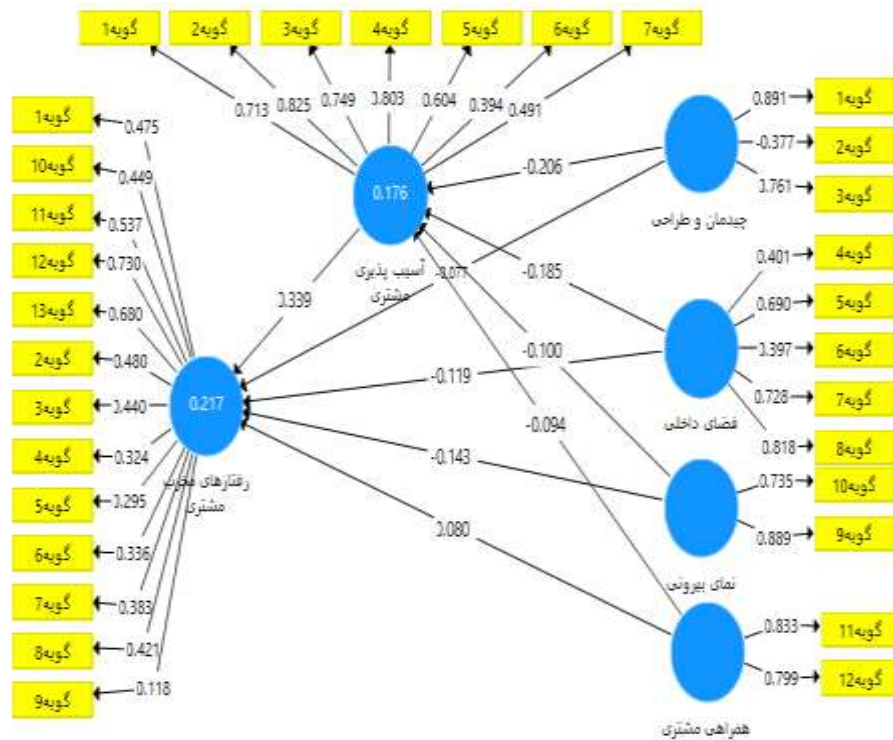 گویه1
گویه2
گویه3
گویه4
گویه5
گویه6
گویه7
0.713
0.825
0.749
0.803
0.604
0.394
0.491
گویه1
گویه10
گویه11
گویه12
گویه13
گویه2
گویه3
گویه4
گویه5
گویه6
گویه7
گویه8
گویه9
0.475
0.449
0.537
0.730
0.680
0.480
0.440
0.324
0.295
0.336
0.383
0.421
0.118
0.176
آسیب پذیری
مشتری
0.217
رفتارهای مخرب
مشتری
0.339
-0.206
-0.077
-0.185
-0.119
-0.100
-0.143
-0.094
0.080
چیدمان و طراحی
0.891
-0.377
0.761
گویه1
گویه2
گویه3
فضای داخلی
0.401
0.690
0.397
0.728
0.818
گویه4
گویه5
گویه6
گویه7
گویه8
نمای بیرونی
0.735
0.889
گویه10
گویه9
همراهی مشتری
0.833
0.799
گویه11
گویه12